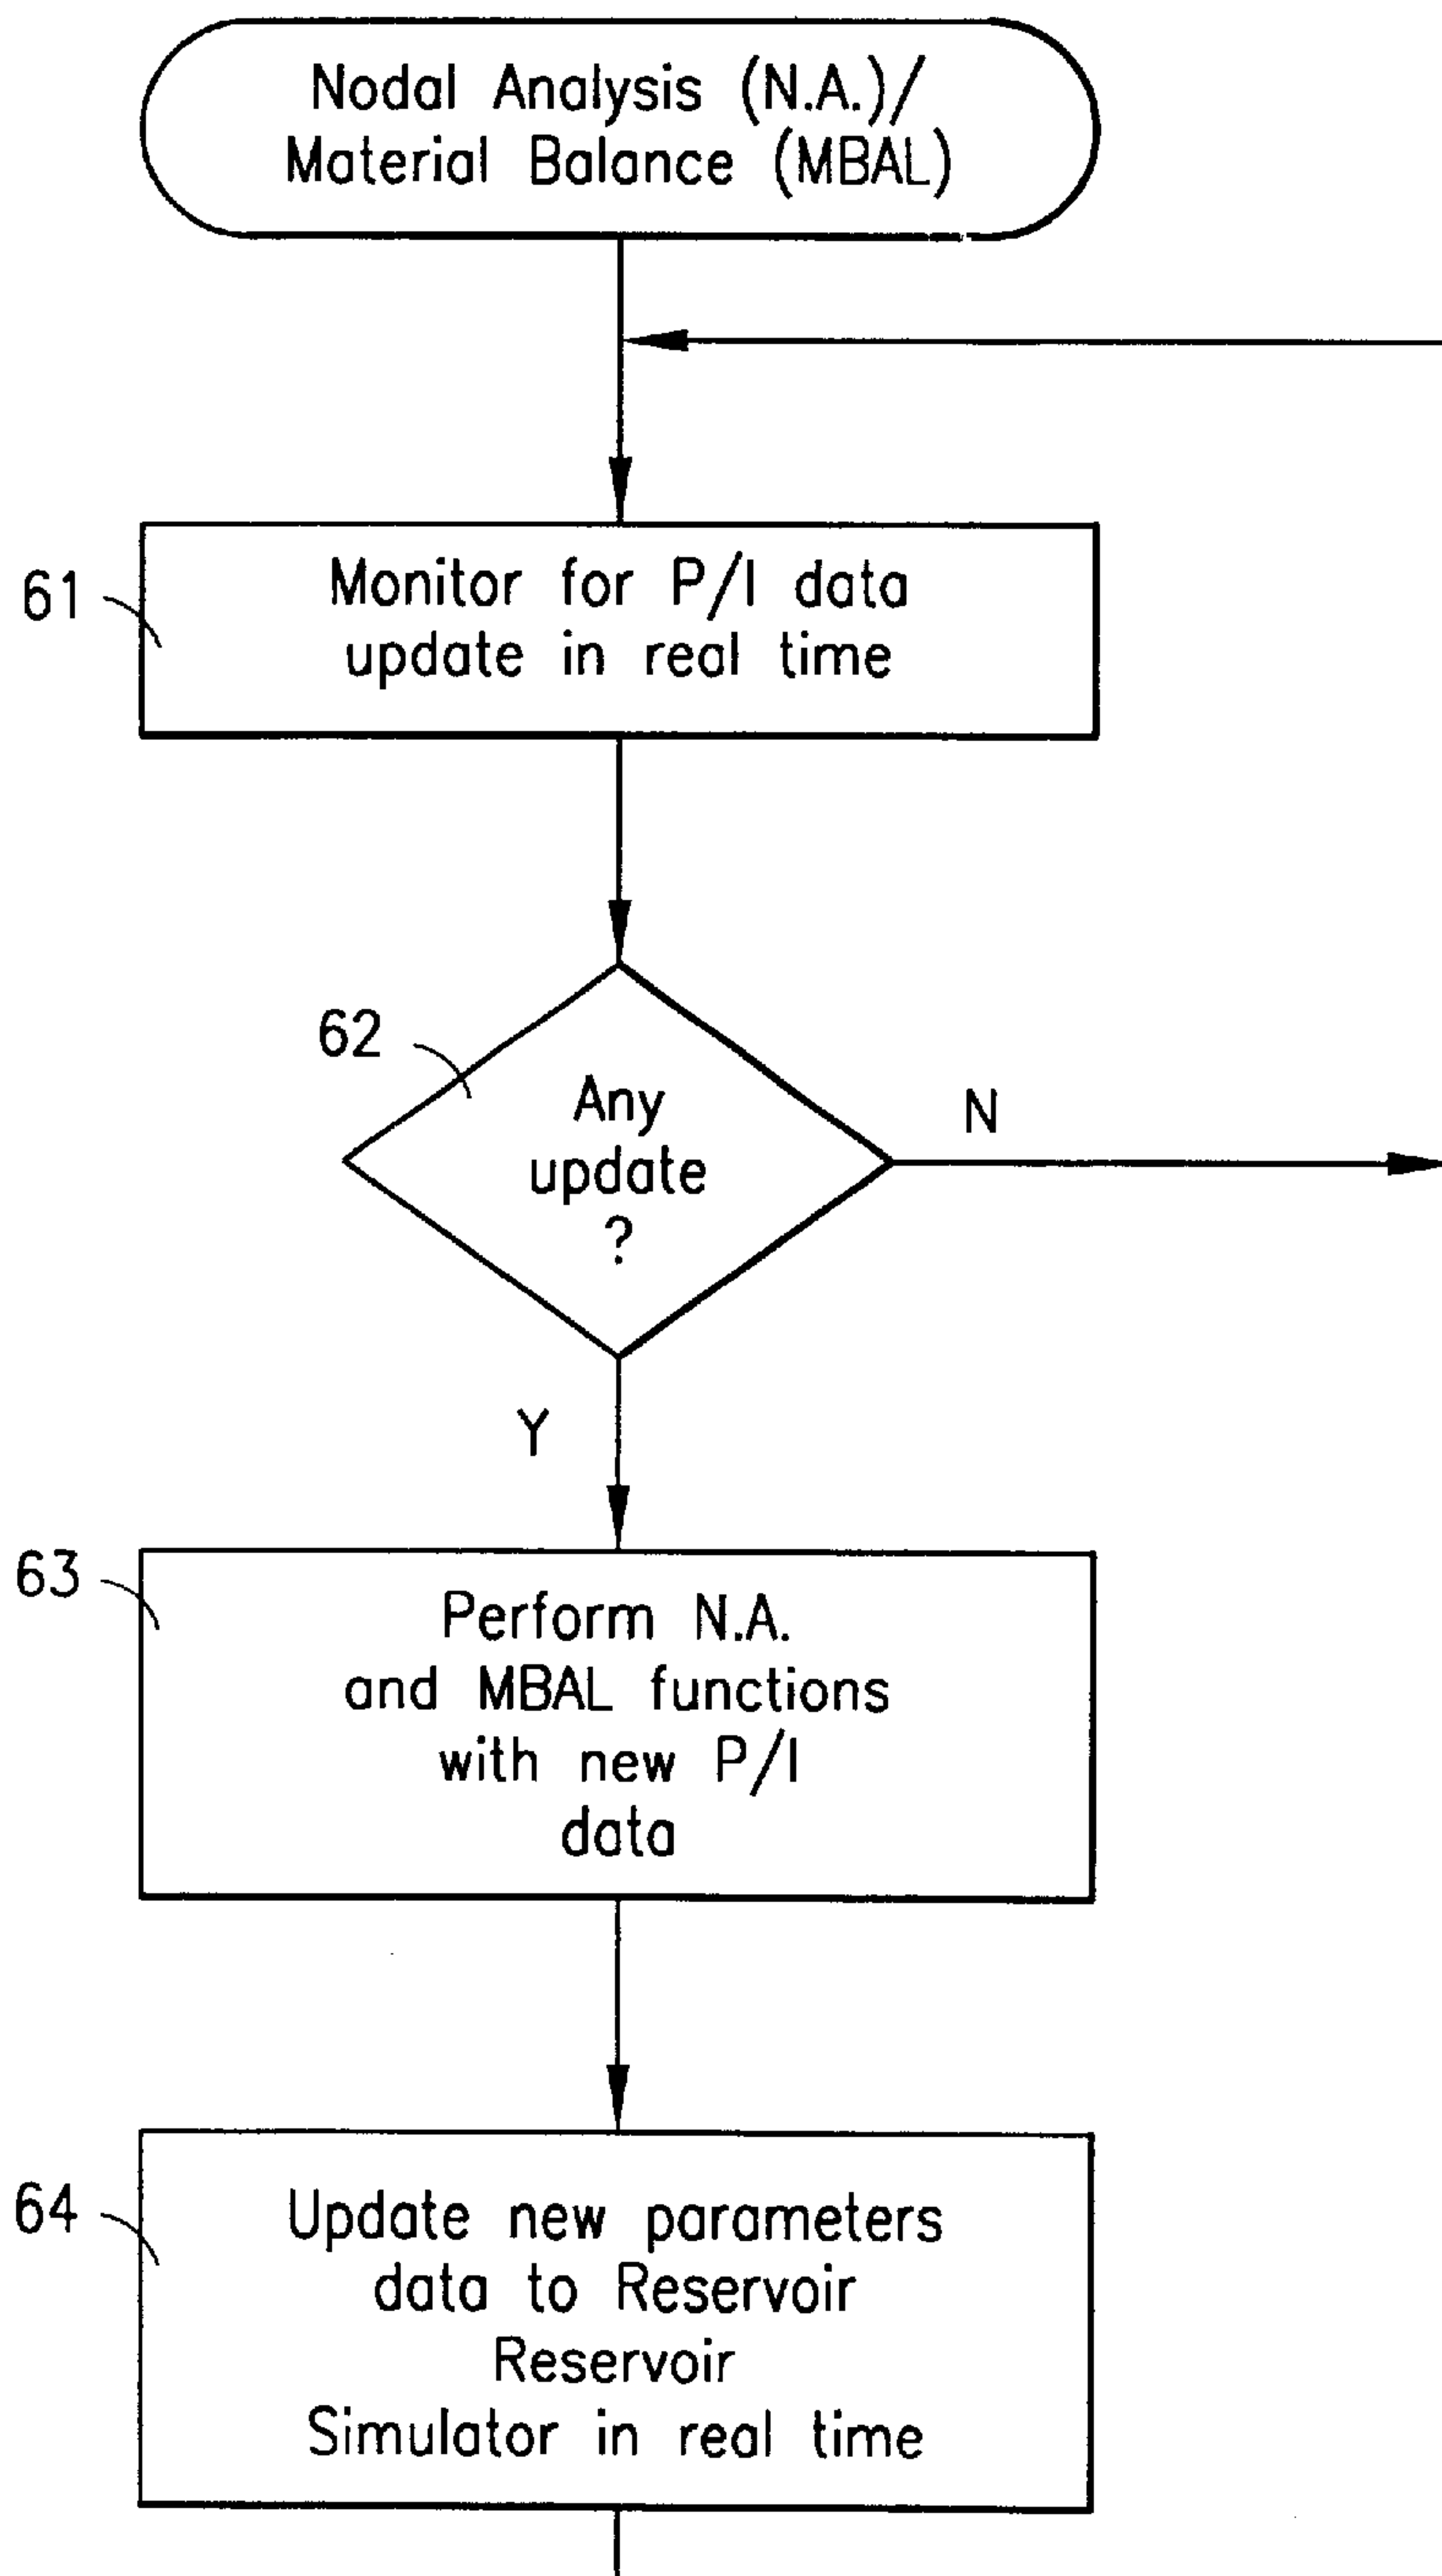 Nodal Analysis (N.A.)/
Material Balance (MBAL)
61
Monitor for P/I data
update in real time
62
Any
update
?
N
Y
63
Perform N.A.
and MBAL functions
with new P/I
data
64
Update new parameters
data to Reservoir
Reservoir
Simulator in real time